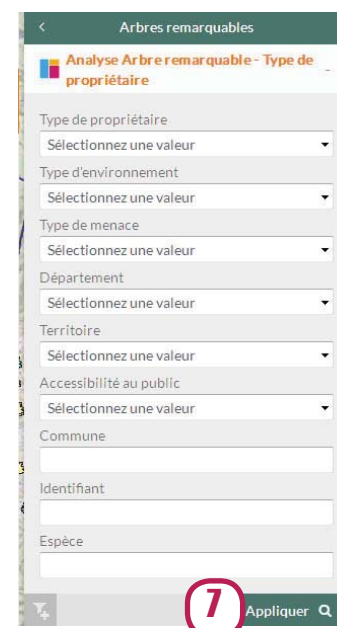 Arbres remarquables
Analyse Arbre remarquable - Type de
propriétaire
Type de propriétaire
Sélectionnez une valeur
Type d'environnement
Sélectionnez une valeur
Type de menace
Sélectionnez une valeur
Département
Sélectionnez une valeur
Territoire
Sélectionnez une valeur
Accessibilité au public
Sélectionnez une valeur
Commune
Identifiant
Espèce
7 Appliquer